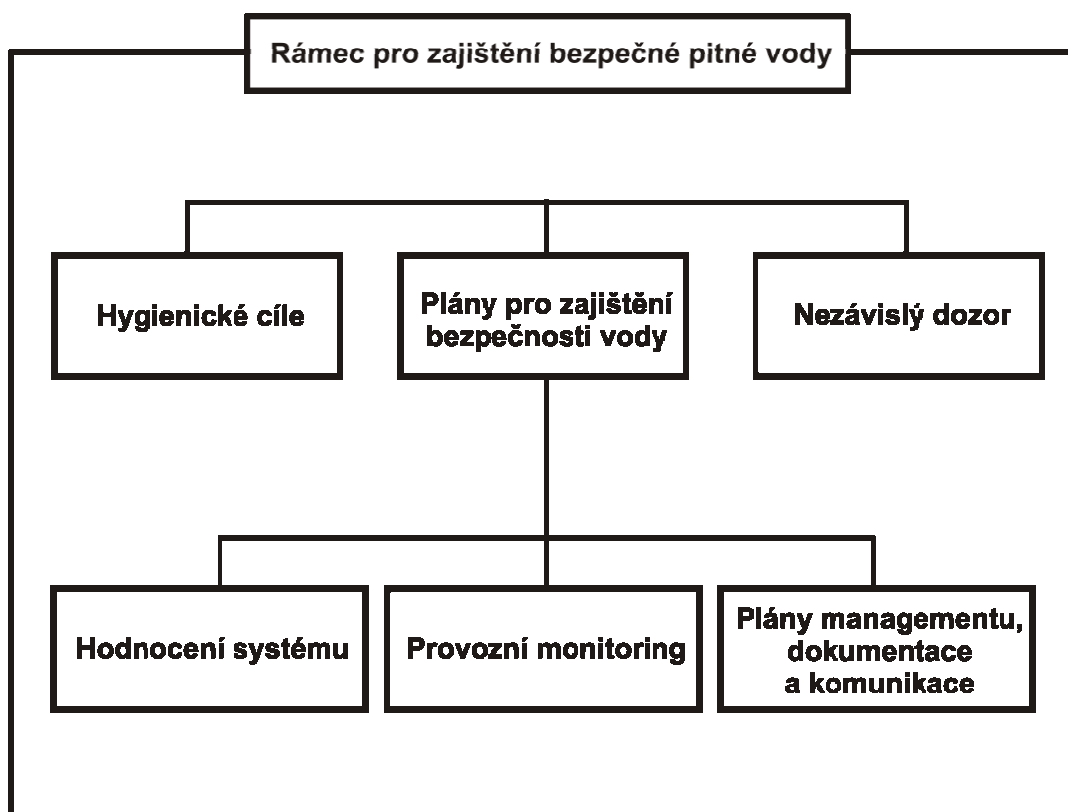 Rámec pro zajištění bezpečné pitné vody
Hygienické cíle
Plány pro zajištění
bezpečnosti vody
Nezávislý dozor
Hodnocení systému
Provozní monitoring
Plány managementu,
dokumentace
a komunikace